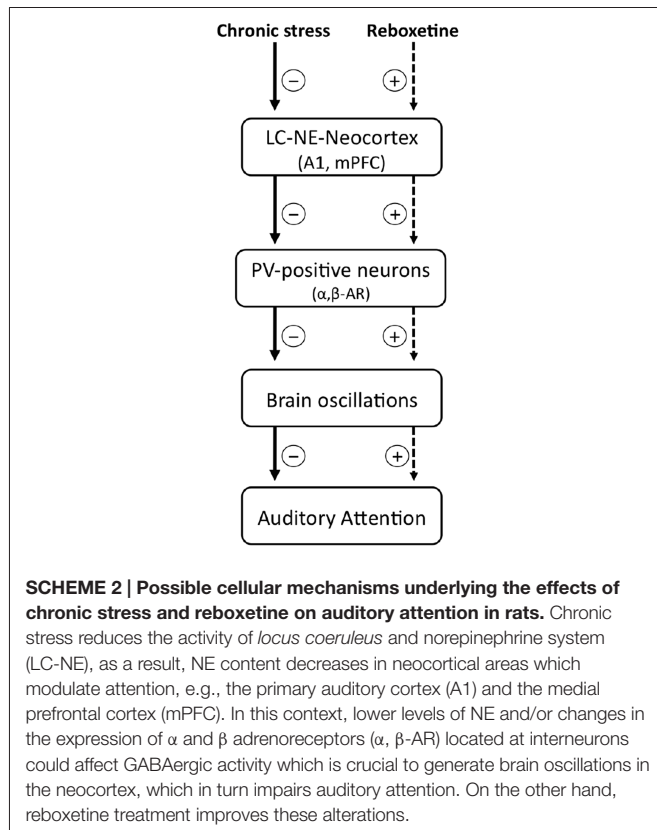 Chronic stress Reboxetine
− +
LC-NE-Neocortex
(A1, mPFC)
− +
PV-positive neurons
(α,β-AR)
− +
Brain oscillations
− +
Auditory Attention
SCHEME 2 | Possible cellular mechanisms underlying the effects of
chronic stress and reboxetine on auditory attention in rats. Chronic
stress reduces the activity of locus coeruleus and norepinephrine system
(LC-NE), as a result, NE content decreases in neocortical areas which
modulate attention, e.g., the primary auditory cortex (A1) and the medial
prefrontal cortex (mPFC). In this context, lower levels of NE and/or changes in
the expression of α and β adrenoreceptors (α, β-AR) located at interneurons
could affect GABAergic activity which is crucial to generate brain oscillations in
the neocortex, which in turn impairs auditory attention. On the other hand,
reboxetine treatment improves these alterations.